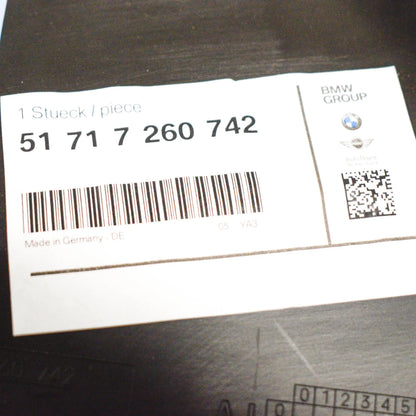 1 Stueck / piece
51 71 7 260 742
Made in Germany - DE
05 YA3
BMW
GROUP
0 1 2 3 4 5